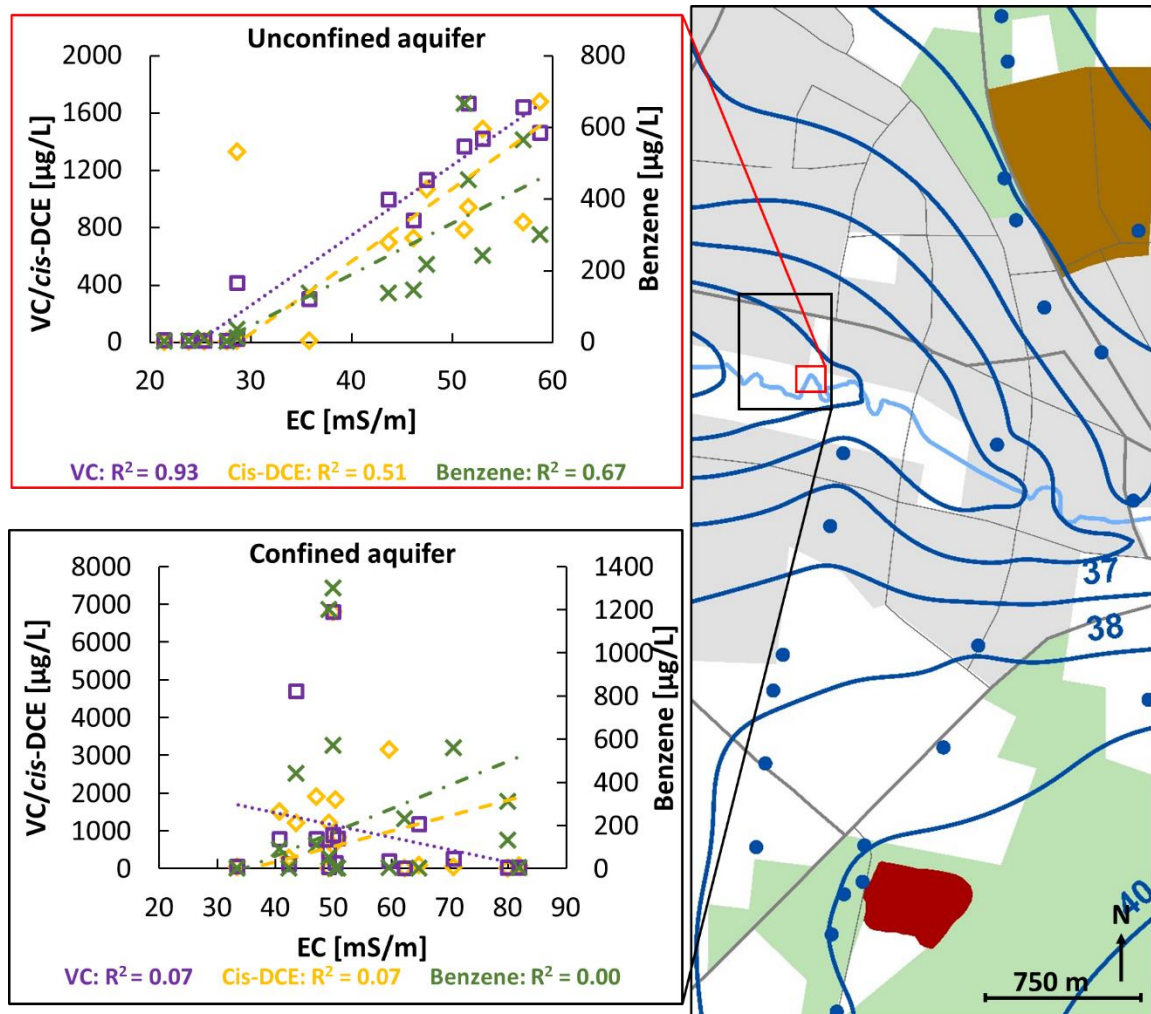 Unconfined aquifer
2000
1600
1200
800
400
0
800
600
400
200
0
VC/cis-DCE [µg/L]
Benzene [µg/L]
20 30 40 50 60
EC [mS/m]
VC: R² = 0.93 Cis-DCE: R² = 0.51 Benzene: R² = 0.67
Confined aquifer
8000
7000
6000
5000
4000
3000
2000
1000
0
1400
1200
1000
800
600
400
200
0
VC/cis-DCE [µg/L]
Benzene [µg/L]
20 30 40 50 60 70 80 90
EC [mS/m]
VC: R² = 0.07 Cis-DCE: R² = 0.07 Benzene: R² = 0.00
37
38
40
N
750 m